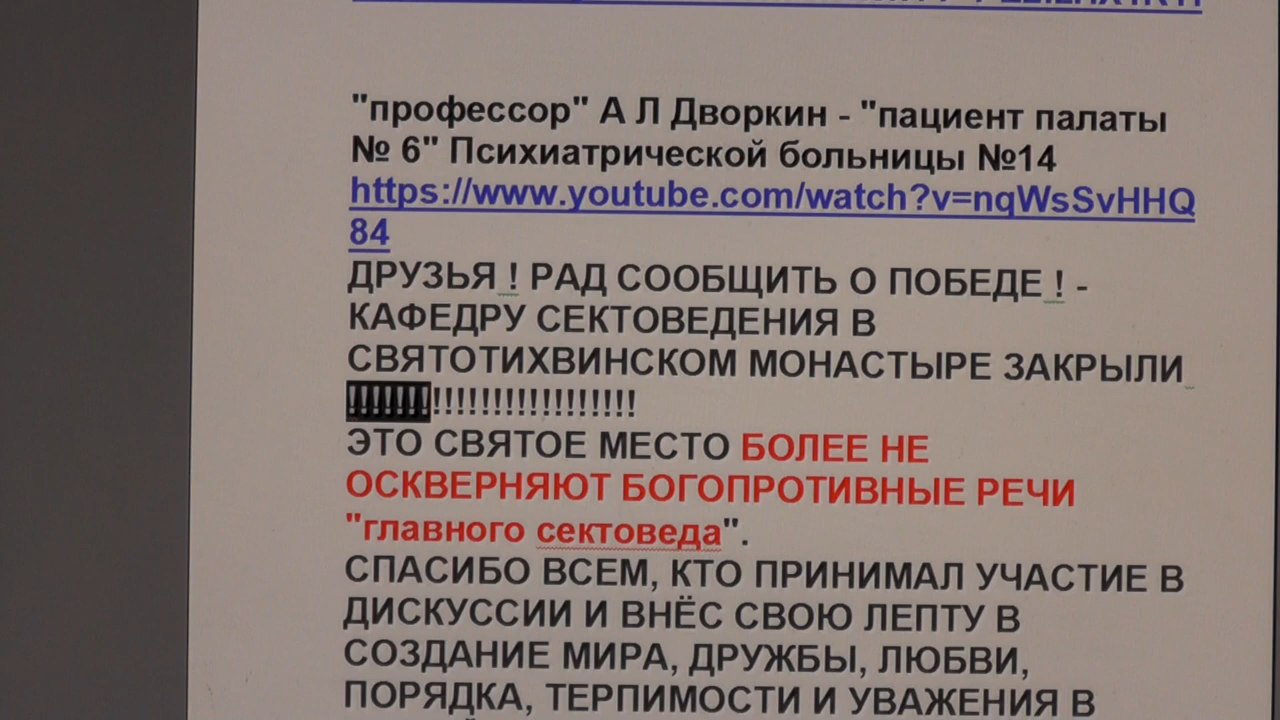 "профессор" А Л Дворкин - "пациент палаты
№ 6" Психиатрической больницы №14
https://www.youtube.com/watch?v=nqWsSvHHQ
84
ДРУЗЬЯ ! РАД СООБЩИТЬ О ПОБЕДЕ ! -
КАФЕДРУ СЕКТОВЕДЕНИЯ В
СВЯТОТИХВИНСКОМ МОНАСТЫРЕ ЗАКРЫЛИ
!!!!!!!!!!!!!!!!!!!!!!!!
ЭТО СВЯТОЕ МЕСТО БОЛЕЕ НЕ
ОСКВЕРНЯЮТ БОГОПРОТИВНЫЕ РЕЧИ
"главного сектоведа".
СПАСИБО ВСЕМ, КТО ПРИНИМАЛ УЧАСТИЕ В
ДИСКУССИИ И ВНЁС СВОЮ ЛЕПТУ В
СОЗДАНИЕ МИРА, ДРУЖБЫ, ЛЮБВИ,
ПОРЯДКА, ТЕРПИМОСТИ И УВАЖЕНИЯ В